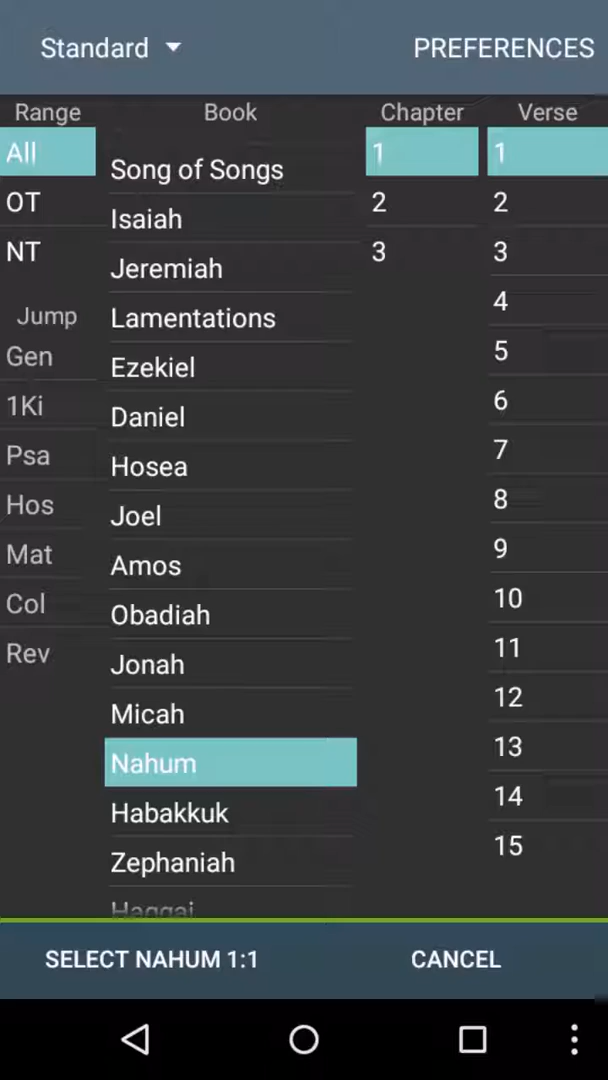 Standard PREFERENCES
Range Book Chapter Verse
All
OT
NT
Jump
Gen
1Ki
Psa
Hos
Mat
Col
Rev
Song of Songs
Isaiah
Jeremiah
Lamentations
Ezekiel
Daniel
Hosea
Joel
Amos
Obadiah
Jonah
Micah
Nahum
Habakkuk
Zephaniah
Haggai
1
2
3
1
2
3
4
5
6
7
8
9
10
11
12
13
14
15
SELECT NAHUM 1:1 CANCEL